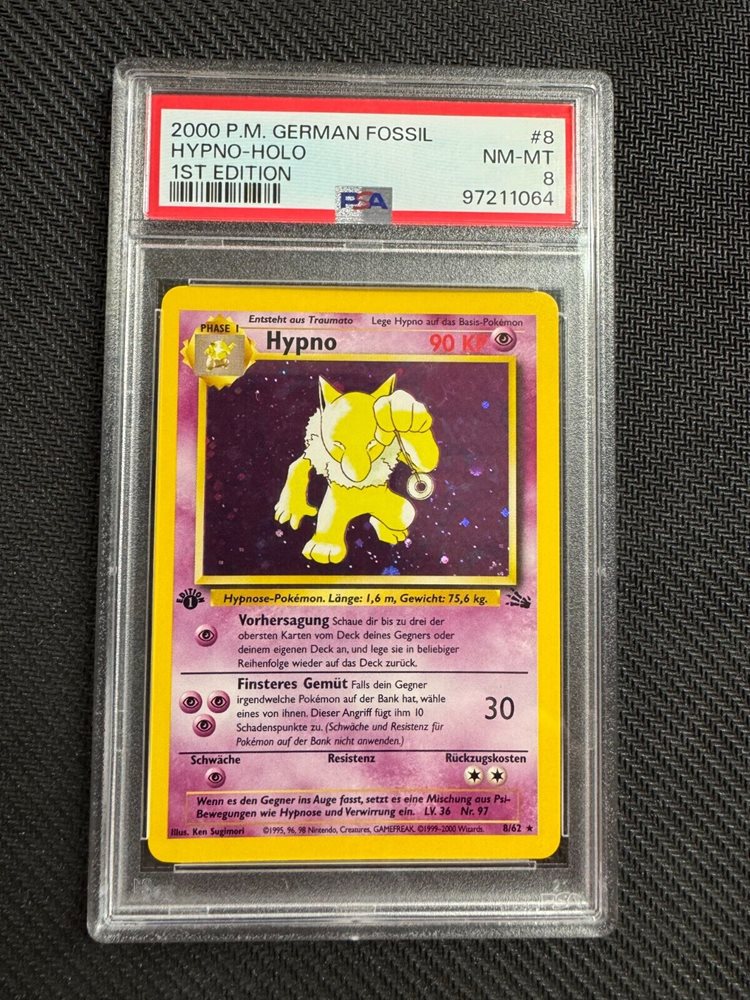 2000 P.M. GERMAN FOSSIL #8
HYPNO-HOLO NM-MT
1ST EDITION 8
PSA 97211064
PHASE 1
Entsteht aus Traumato Lege Hypno auf das Basis-Pokémon
Hypno 90 KP
EDITION 1
Hypnose-Pokémon. Länge: 1,6 m, Gewicht: 75,6 kg.
Vorhersagung Schaue dir bis zu drei der
obersten Karten vom Deck deines Gegners oder
deinem eigenen Deck an, und lege sie in beliebiger
Reihenfolge wieder auf das Deck zurück.
Finsteres Gemüt Falls dein Gegner
irgendwelche Pokémon auf der Bank hat, wähle
eines von ihnen. Dieser Angriff fügt ihm 10
Schadenspunkte zu. (Schwäche und Resistenz für
Pokémon auf der Bank nicht anwenden.)
30
Schwäche Resistenz Rückzugskosten
Wenn es den Gegner ins Auge fasst, setzt es eine Mischung aus Psi-
Bewegungen wie Hypnose und Verwirrung ein. LV. 36 Nr. 97
Illus. Ken Sugimori ©1995, 96, 98 Nintendo, Creatures, GAMEFREAK. ©1999-2000 Wizards. 8/62 ★